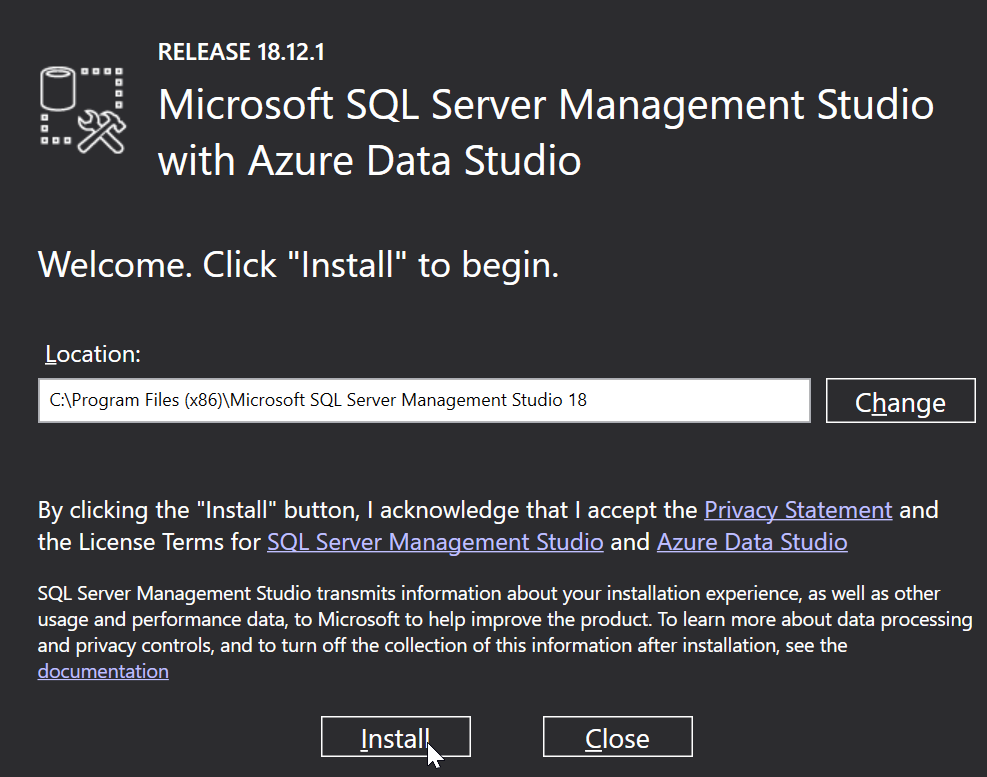 RELEASE 18.12.1
Microsoft SQL Server Management Studio
with Azure Data Studio
Welcome. Click "Install" to begin.
Location:
C:\Program Files (x86)\Microsoft SQL Server Management Studio 18
Change
By clicking the "Install" button, I acknowledge that I accept the Privacy Statement and
the License Terms for SQL Server Management Studio and Azure Data Studio
SQL Server Management Studio transmits information about your installation experience, as well as other
usage and performance data, to Microsoft to help improve the product. To learn more about data processing
and privacy controls, and to turn off the collection of this information after installation, see the
documentation
Install
Close